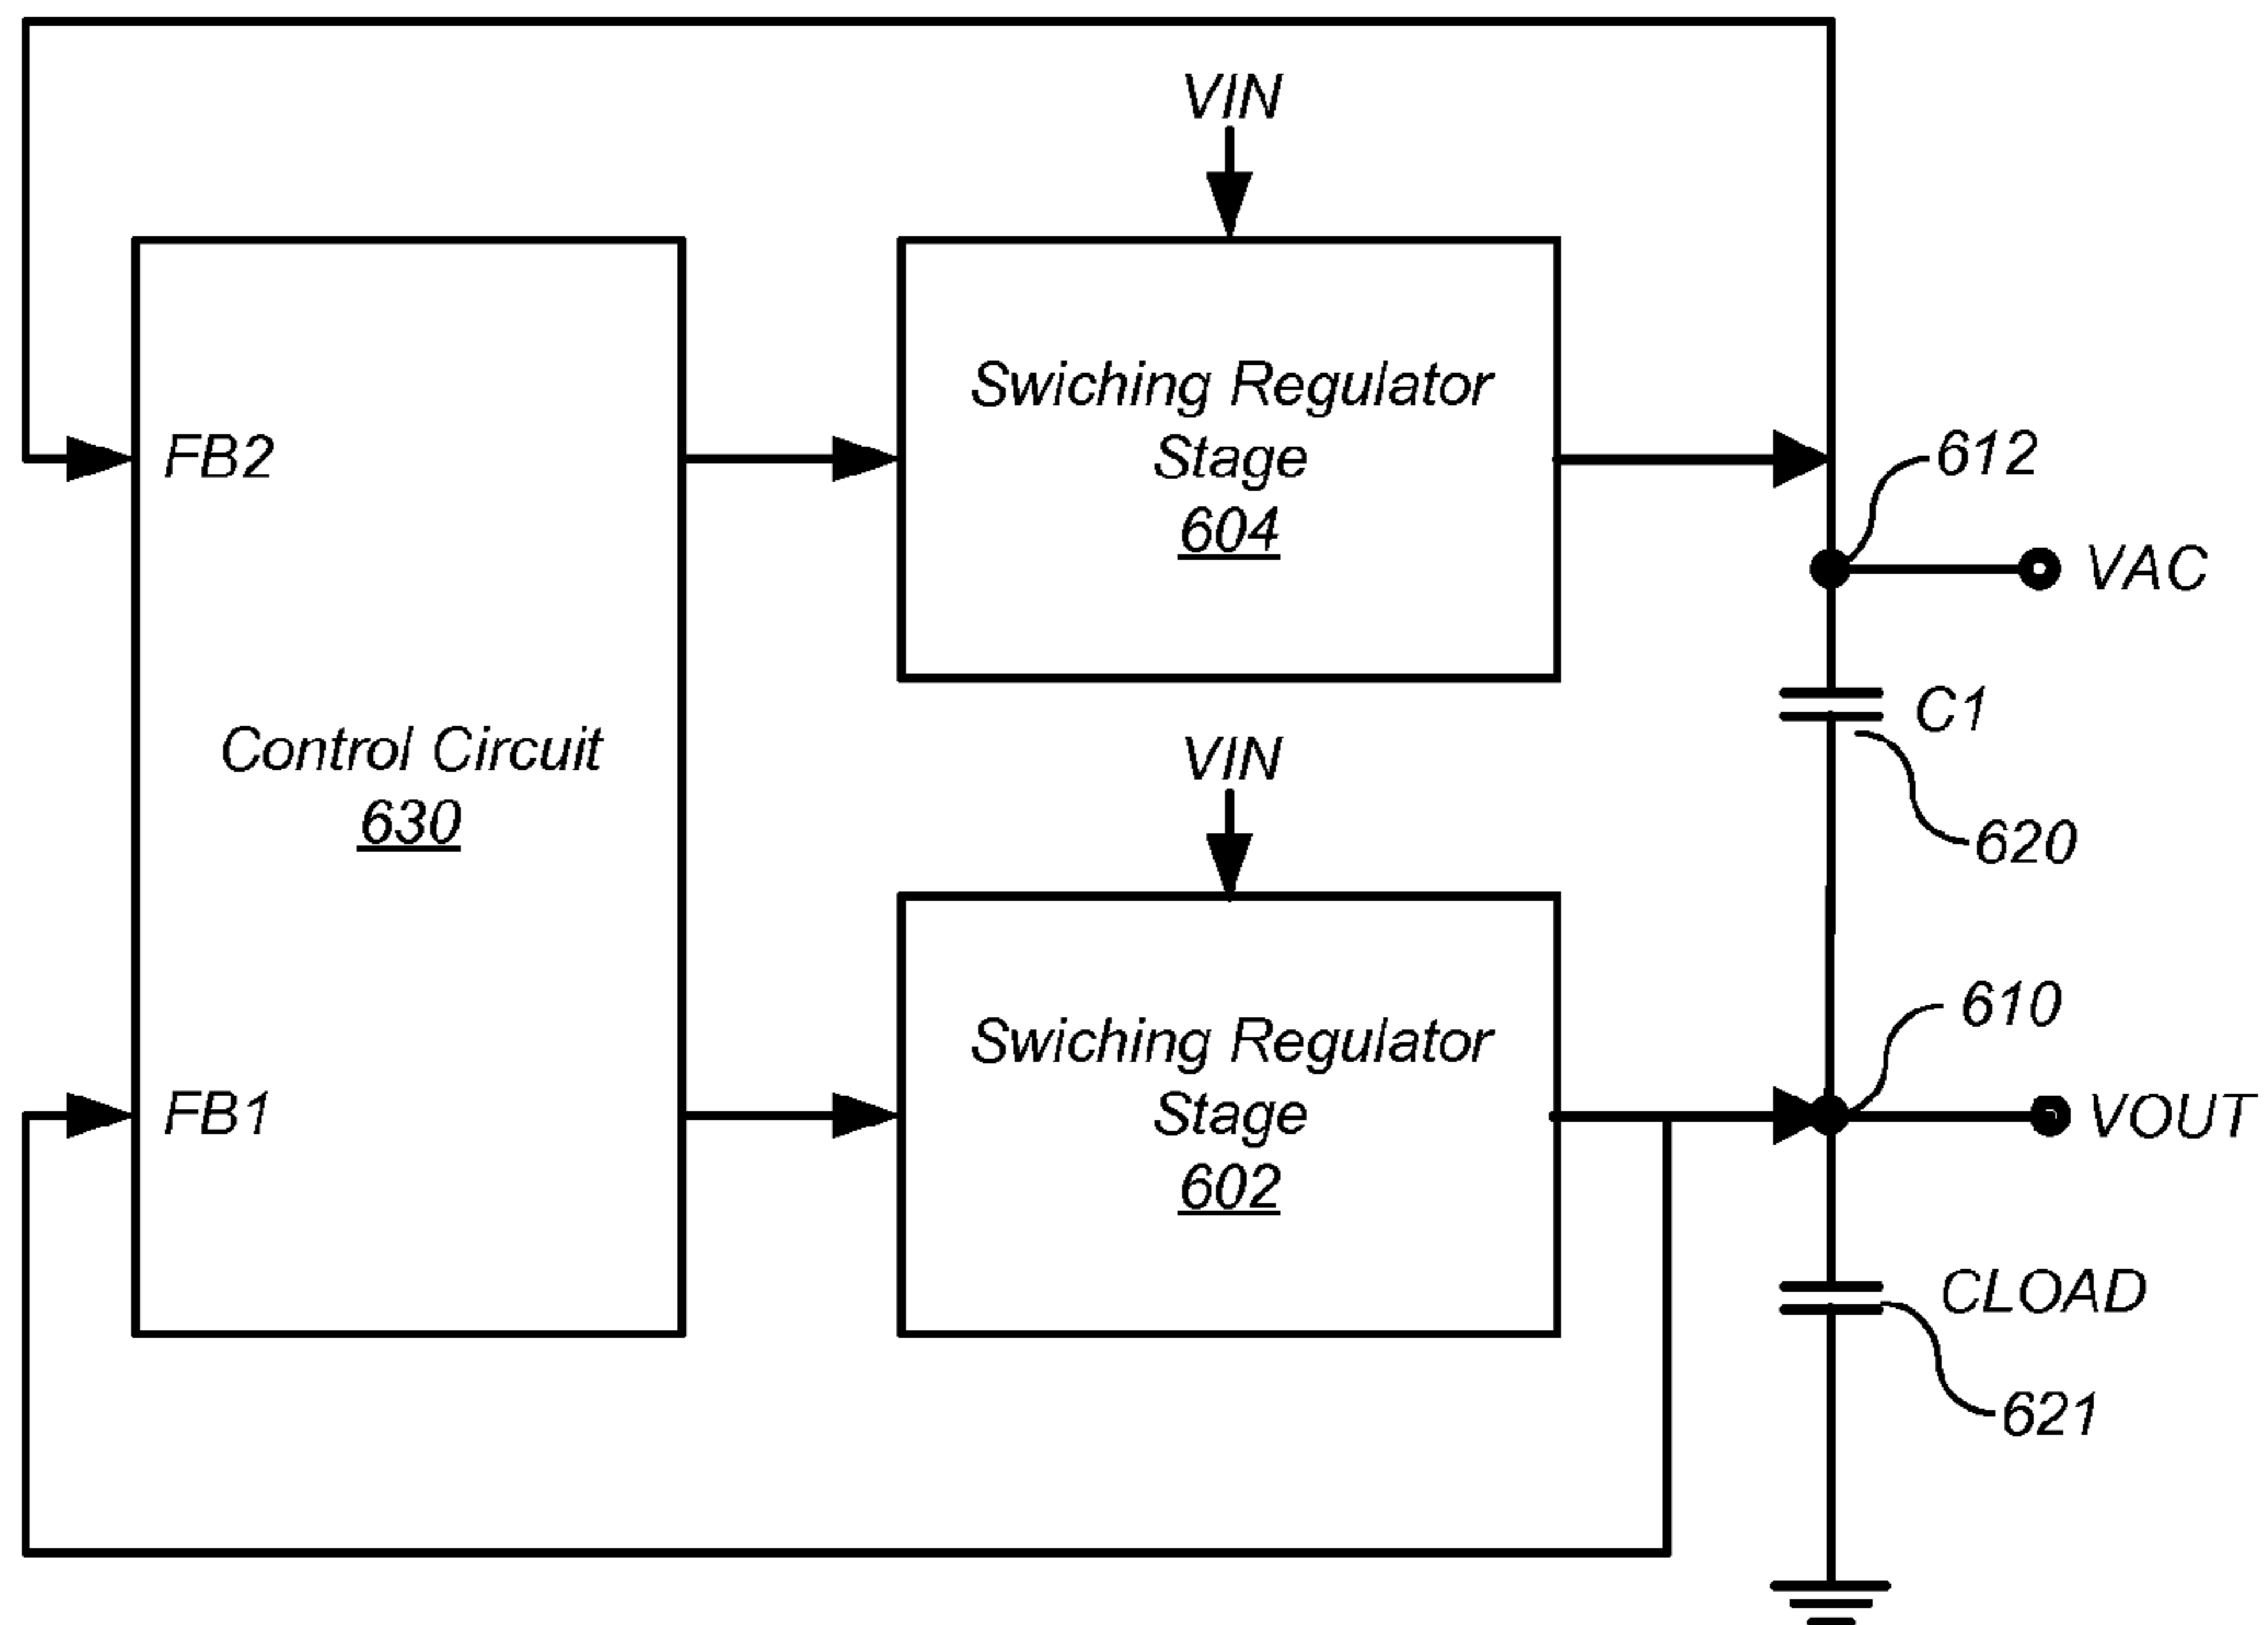 VIN
Swiching Regulator
Stage
604
FB2
612
VAC
C1
Control Circuit
630
VIN
620
610
Swiching Regulator
Stage
602
FB1
VOUT
CLOAD
621